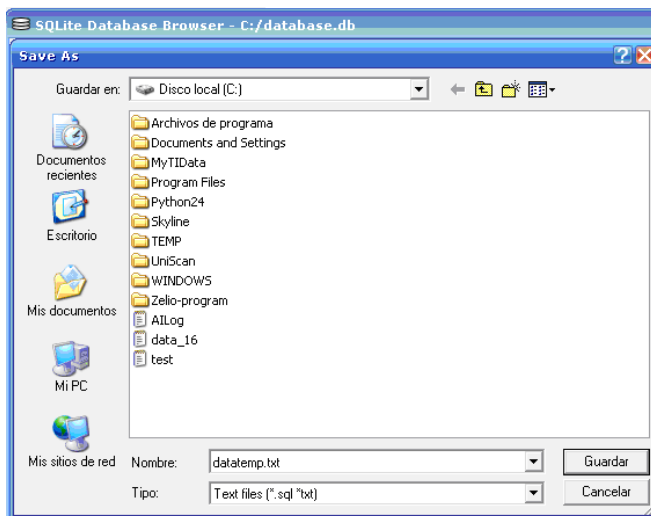 SQLite Database Browser - C:/database.db
Save As
Guardar en: Disco local (C:)
Documentos recientes
Escritorio
Mis documentos
Mi PC
Mis sitios de red
Archivos de programa
Documents and Settings
MyTIData
Program Files
Python24
Skyline
TEMP
UniScan
WINDOWS
Zelio-program
AILog
data_16
test
Nombre: datatemp.txt Guardar
Tipo: Text files (*.sql *txt) Cancelar